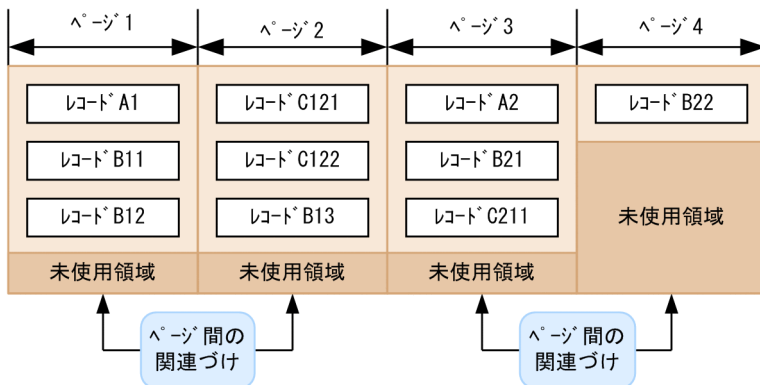 ﾍﾟｰｼﾞ1
ﾍﾟｰｼﾞ2
ﾍﾟｰｼﾞ3
ﾍﾟｰｼﾞ4
ﾚｺｰﾄﾞA1
ﾚｺｰﾄﾞC121
ﾚｺｰﾄﾞA2
ﾚｺｰﾄﾞB22
ﾚｺｰﾄﾞB11
ﾚｺｰﾄﾞC122
ﾚｺｰﾄﾞB21
ﾚｺｰﾄﾞB12
ﾚｺｰﾄﾞB13
ﾚｺｰﾄﾞC211
未使用領域
未使用領域
未使用領域
未使用領域
ﾍﾟｰｼﾞ間の
関連づけ
ﾍﾟｰｼﾞ間の
関連づけ